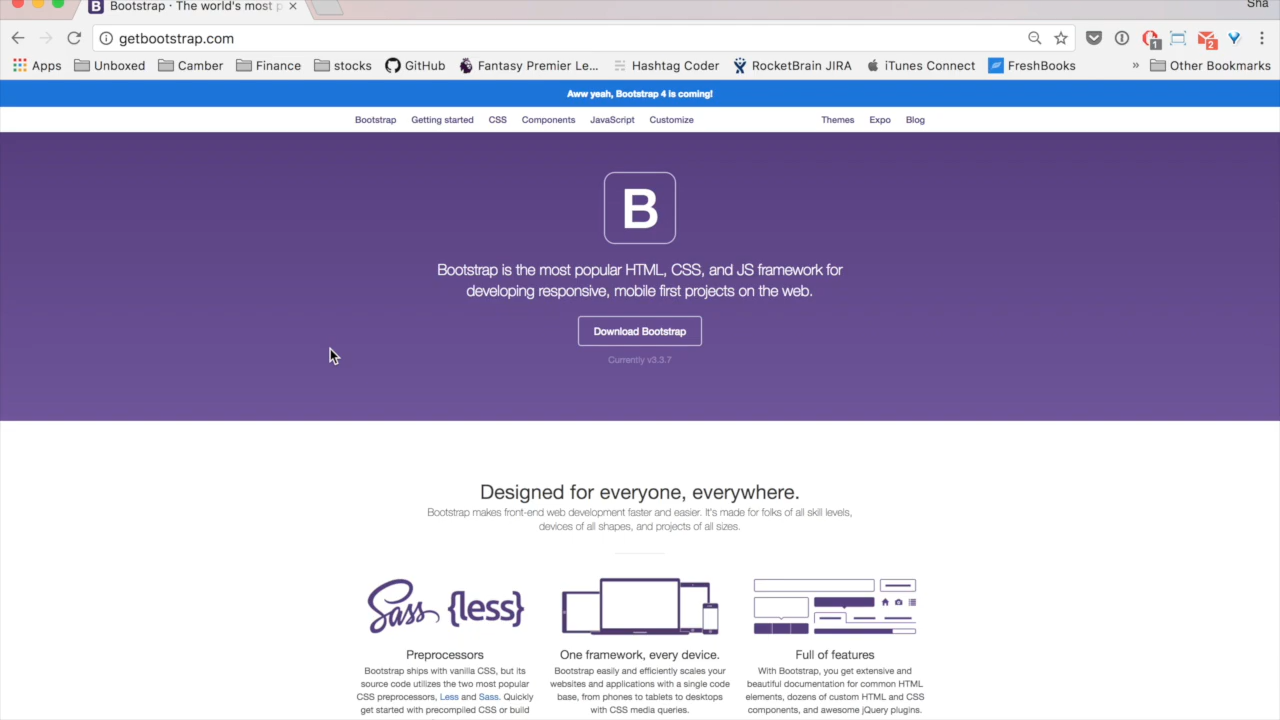 Sha
B Bootstrap · The world's most p ×
getbootstrap.com
1
2
Apps Unboxed Camber Finance stocks GitHub Fantasy Premier Le... Hashtag Coder RocketBrain JIRA iTunes Connect FreshBooks » Other Bookmarks
Aww yeah, Bootstrap 4 is coming!
Bootstrap Getting started CSS Components JavaScript Customize Themes Expo Blog
B
Bootstrap is the most popular HTML, CSS, and JS framework for
developing responsive, mobile first projects on the web.
Download Bootstrap
Currently v3.3.7
Designed for everyone, everywhere.
Bootstrap makes front-end web development faster and easier. It's made for folks of all skill levels,
devices of all shapes, and projects of all sizes.
Sass {less}
Preprocessors
Bootstrap ships with vanilla CSS, but its
source code utilizes the two most popular
CSS preprocessors, Less and Sass. Quickly
get started with precompiled CSS or build
One framework, every device.
Bootstrap easily and efficiently scales your
websites and applications with a single code
base, from phones to tablets to desktops
with CSS media queries.
Full of features
With Bootstrap, you get extensive and
beautiful documentation for common HTML
elements, dozens of custom HTML and CSS
components, and awesome jQuery plugins.